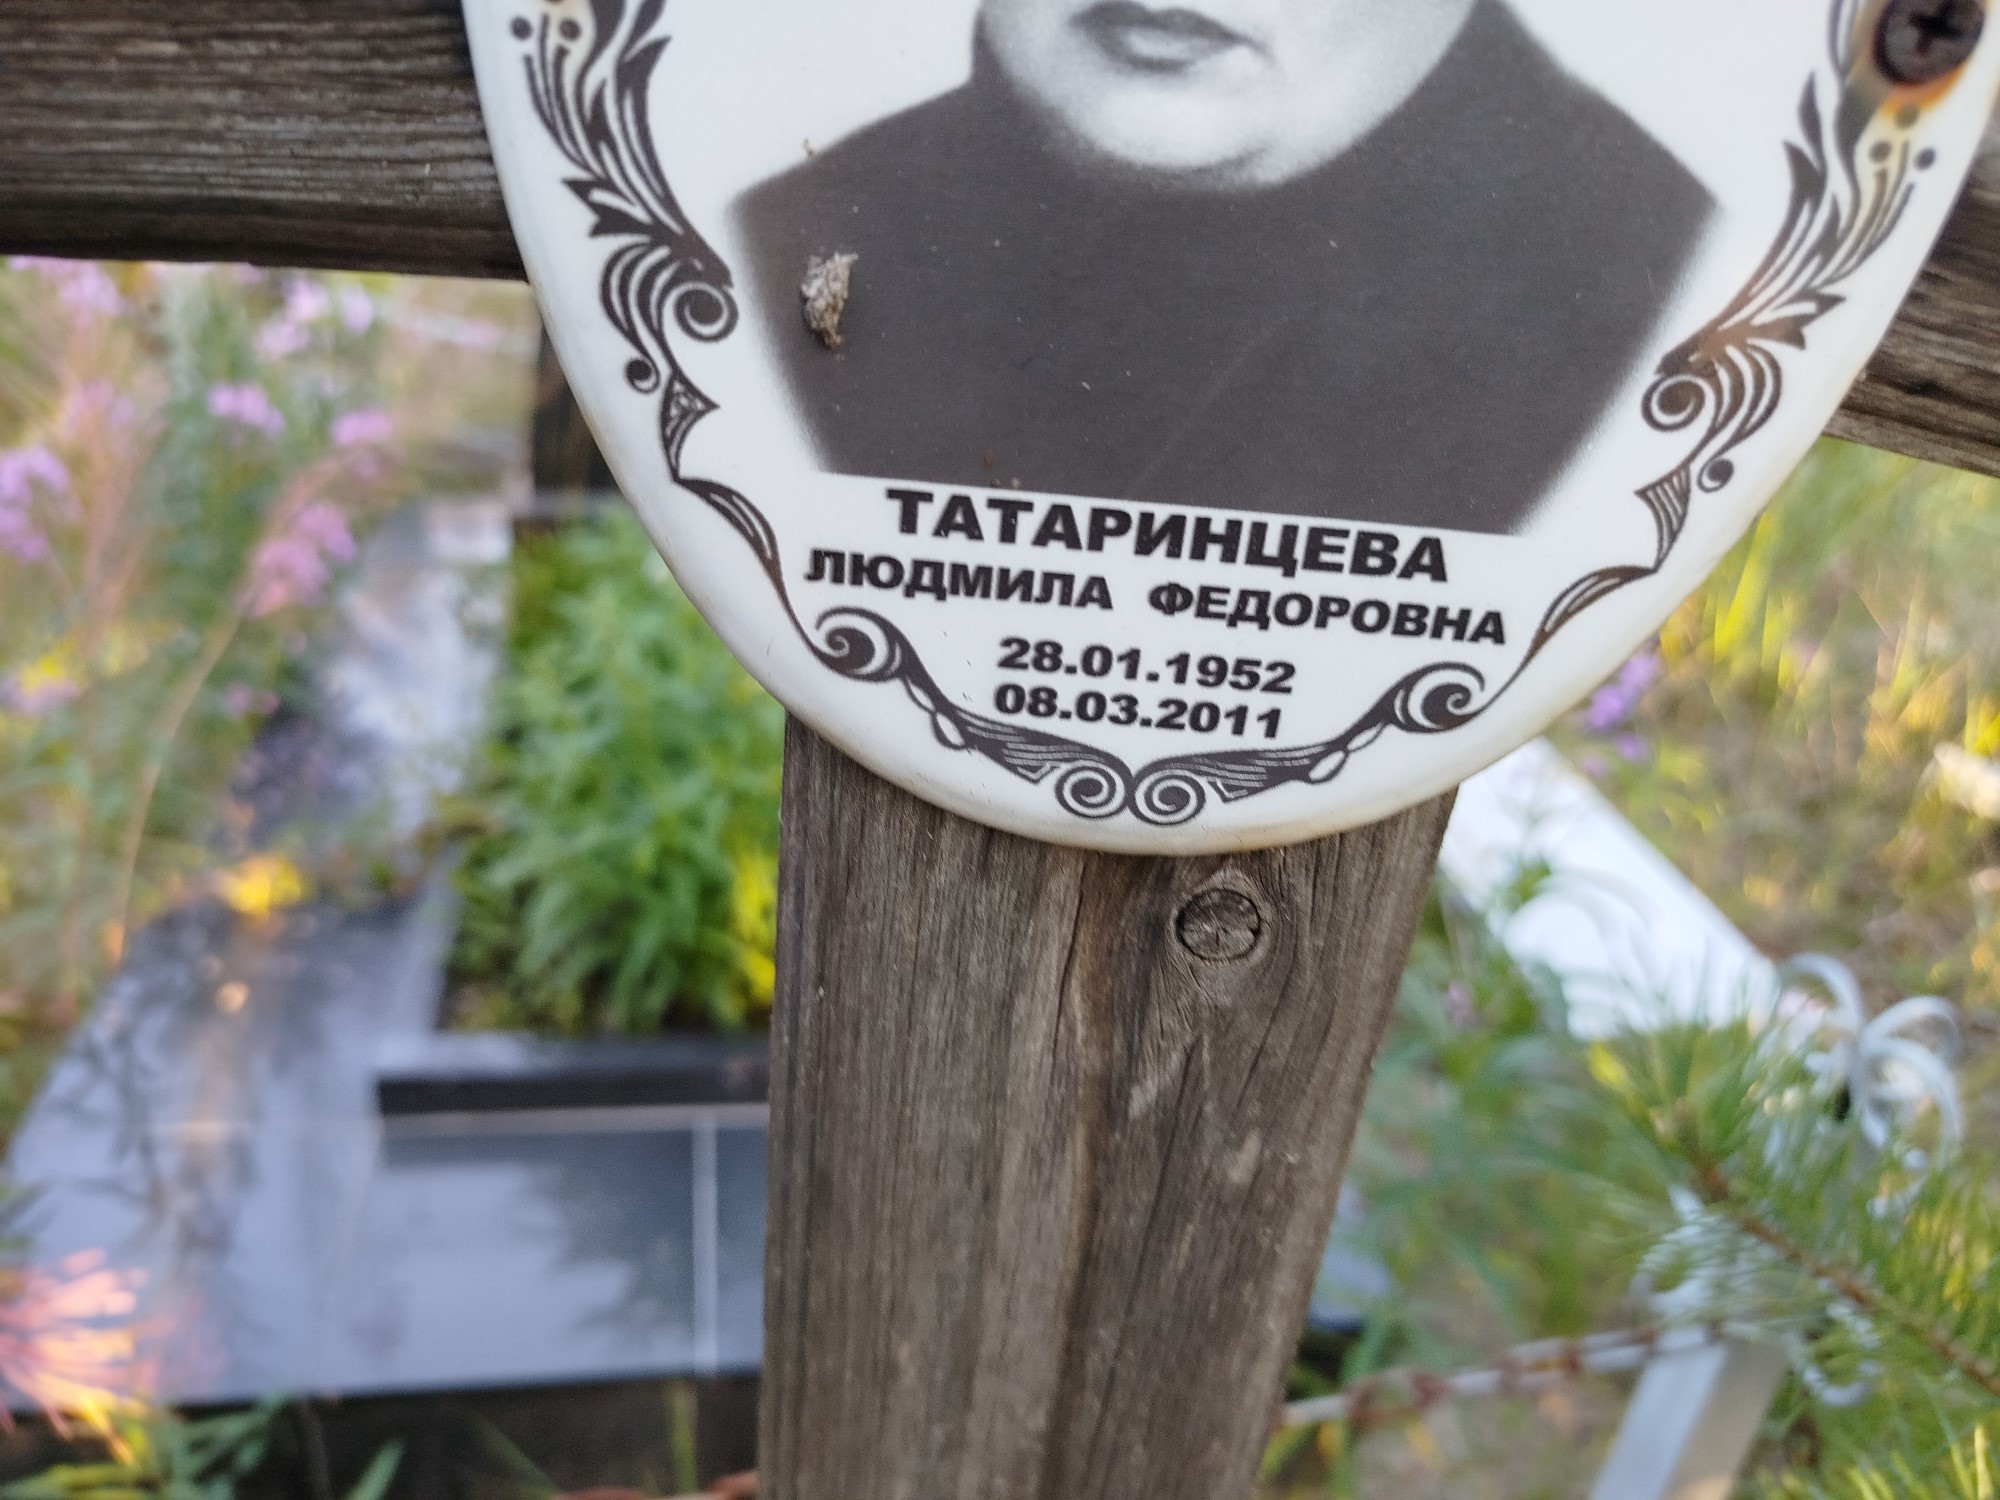 ТАТАРИНЦЕВА
ЛЮДМИЛА ФЕДОРОВНА
28.01.1952
08.03.2011